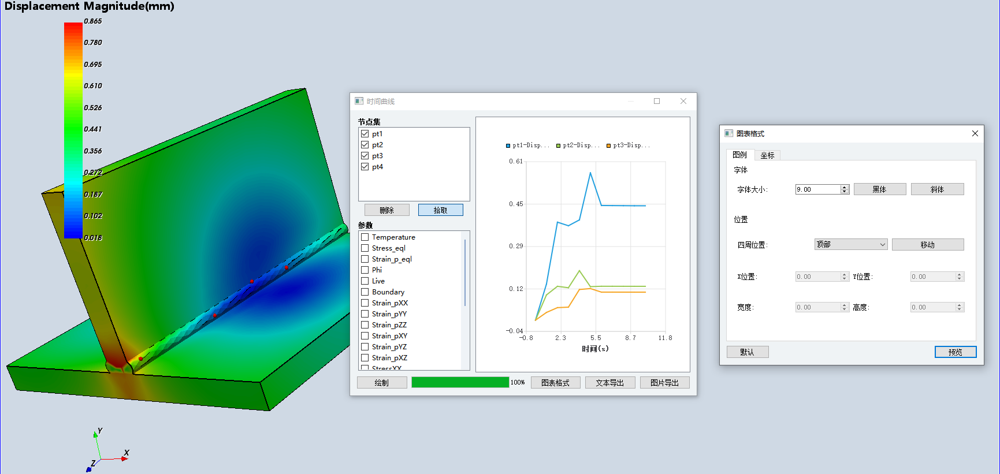 Displacement Magnitude(mm)
0.865
0.780
0.695
0.610
0.526
0.441
0.356
0.272
0.187
0.102
0.018
Y
X
Z
时间曲线
节点集
pt1
pt2
pt3
pt4
删除
拾取
参数
Temperature
Stress_eql
Strain_p_eql
Phi
Live
Boundary
Strain_pXX
Strain_pYY
Strain_pZZ
Strain_pXY
Strain_pYZ
Strain_pXZ
StressXX
pt1-Disp... pt2-Disp... pt3-Disp...
0.61
0.45
0.29
0.12
-0.04
-0.8 2.3 5.5 8.7 11.8
时间(s)
绘制 100% 图表格式 文本导出 图片导出
图表格式
图例 坐标
字体
字体大小: 9.00 黑体 斜体
位置
四周位置: 顶部 移动
X位置: 0.00 Y位置: 0.00
宽度: 0.00 高度: 0.00
默认 预览